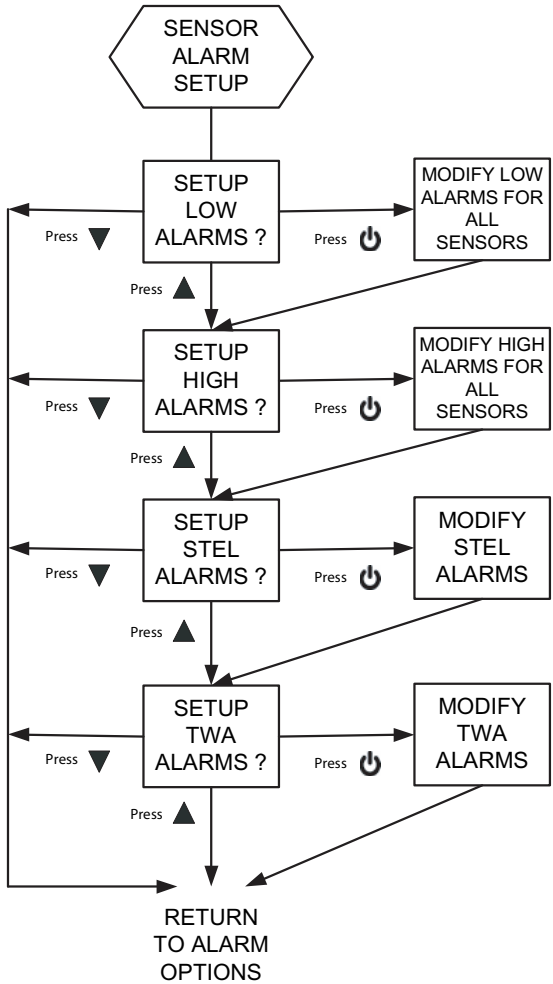 SENSOR
ALARM
SETUP
SETUP
LOW
ALARMS ?
MODIFY LOW
ALARMS FOR
ALL
SENSORS
Press
Press
Press
SETUP
HIGH
ALARMS ?
MODIFY HIGH
ALARMS FOR
ALL
SENSORS
Press
Press
Press
SETUP
STEL
ALARMS ?
MODIFY
STEL
ALARMS
Press
Press
Press
SETUP
TWA
ALARMS ?
MODIFY
TWA
ALARMS
Press
Press
Press
RETURN
TO ALARM
OPTIONS